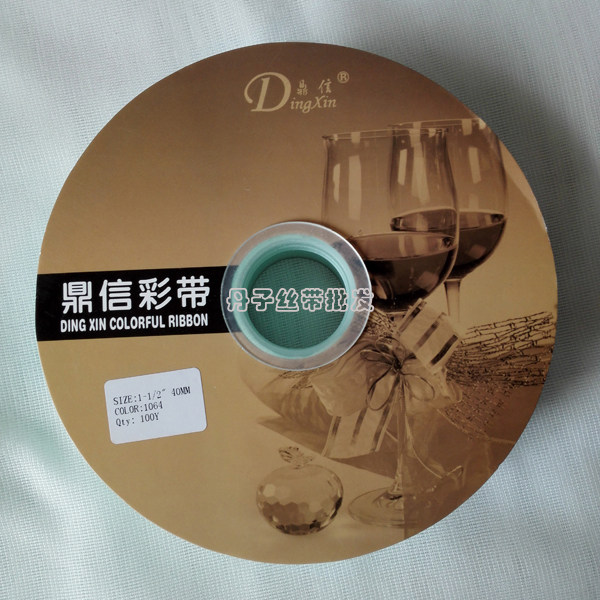 鼎信®
DingXin
鼎信彩带
DING XIN COLORFUL RIBBON
丹子丝带批发
SIZE:1-1/2" 40MM
COLOR:1064
Qty: 100Y